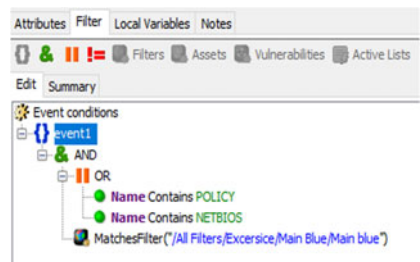 Attributes Filter Local Variables Notes
{} & || != Filters Assets Vulnerabilities Active Lists
Edit Summary
Event conditions
{} event1
& AND
|| OR
Name Contains POLICY
Name Contains NETBIOS
MatchesFilter("/All Filters/Excersice/Main Blue/Main blue")